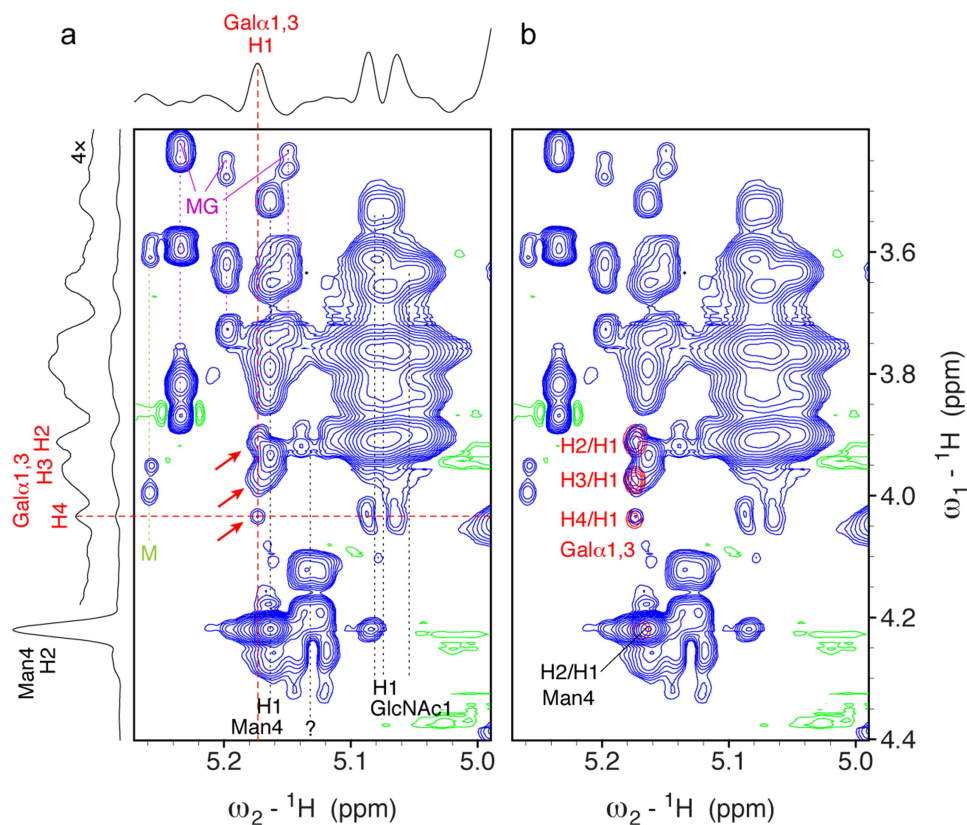 a
b
Galα1,3
H1
4×
MG
3.6
3.8
4.0
4.2
4.4
ω1 - 1H (ppm)
Galα1,3
H4 H3 H2
M
H2/H1
H3/H1
H4/H1
Galα1,3
Man4
H2
H1
Man4
?
H1
GlcNAc1
H2/H1
Man4
5.2
5.1
5.0
5.2
5.1
5.0
ω2 - 1H (ppm)
ω2 - 1H (ppm)